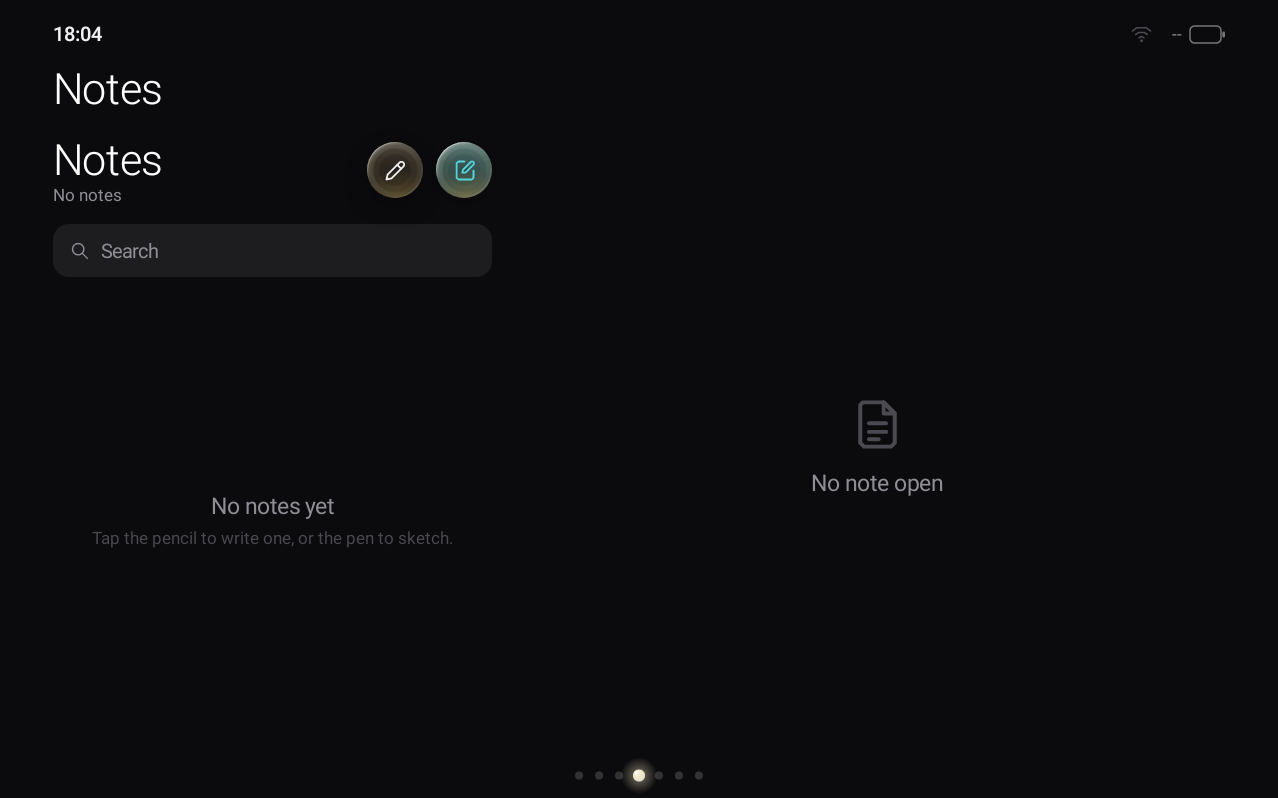 18:04
--
Notes
Notes
No notes
Search
No notes yet
Tap the pencil to write one, or the pen to sketch.
No note open